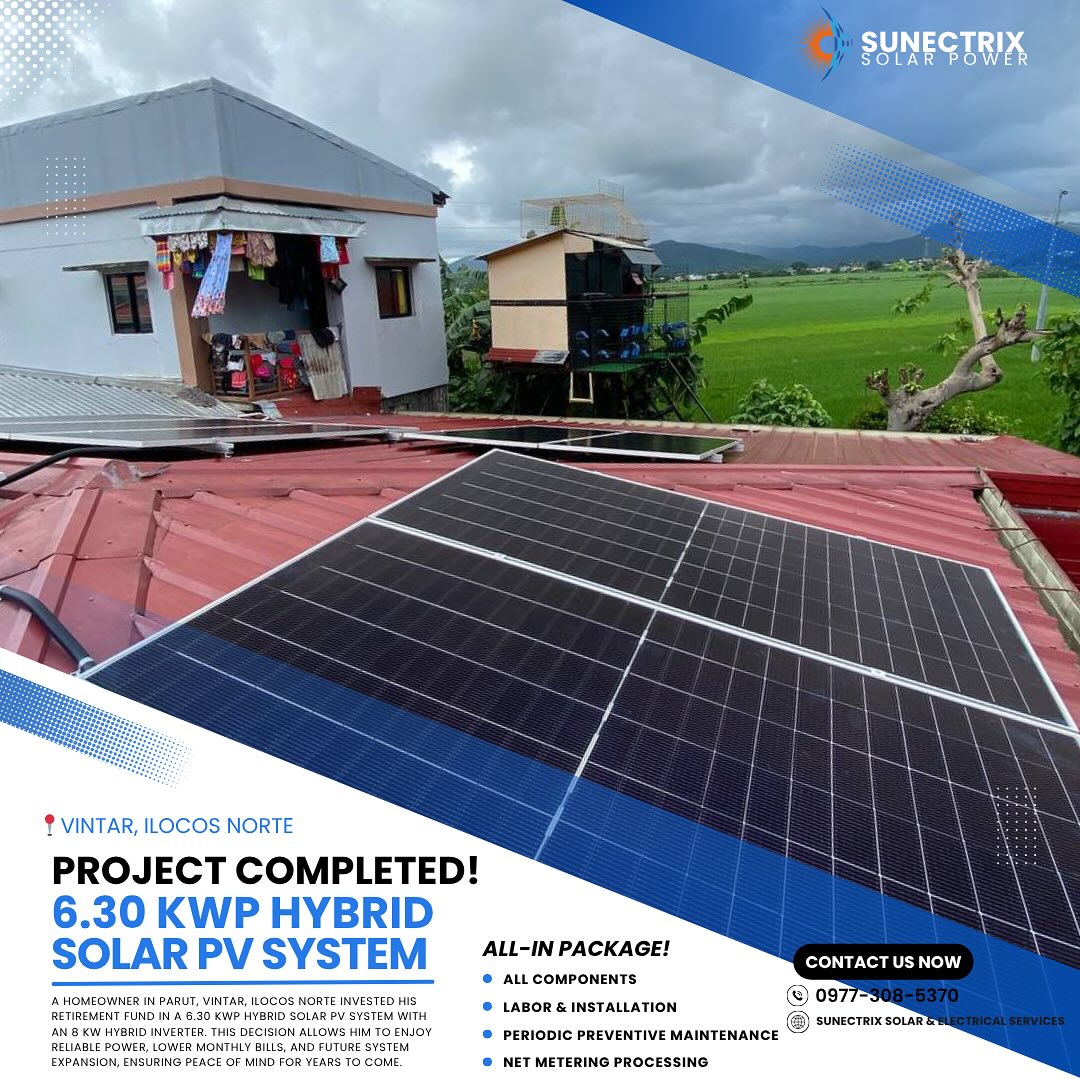 SUNECTRIX
SOLAR POWER
VINTAR, ILOCOS NORTE
PROJECT COMPLETED!
6.30 KWP HYBRID
SOLAR PV SYSTEM
A HOMEOWNER IN PARUT, VINTAR, ILOCOS NORTE INVESTED HIS
RETIREMENT FUND IN A 6.30 KWP HYBRID SOLAR PV SYSTEM WITH
AN 8 KW HYBRID INVERTER. THIS DECISION ALLOWS HIM TO ENJOY
RELIABLE POWER, LOWER MONTHLY BILLS, AND FUTURE SYSTEM
EXPANSION, ENSURING PEACE OF MIND FOR YEARS TO COME.
ALL-IN PACKAGE!
ALL COMPONENTS
LABOR & INSTALLATION
PERIODIC PREVENTIVE MAINTENANCE
NET METERING PROCESSING
CONTACT US NOW
0977-308-5370
SUNECTRIX SOLAR & ELECTRICAL SERVICES